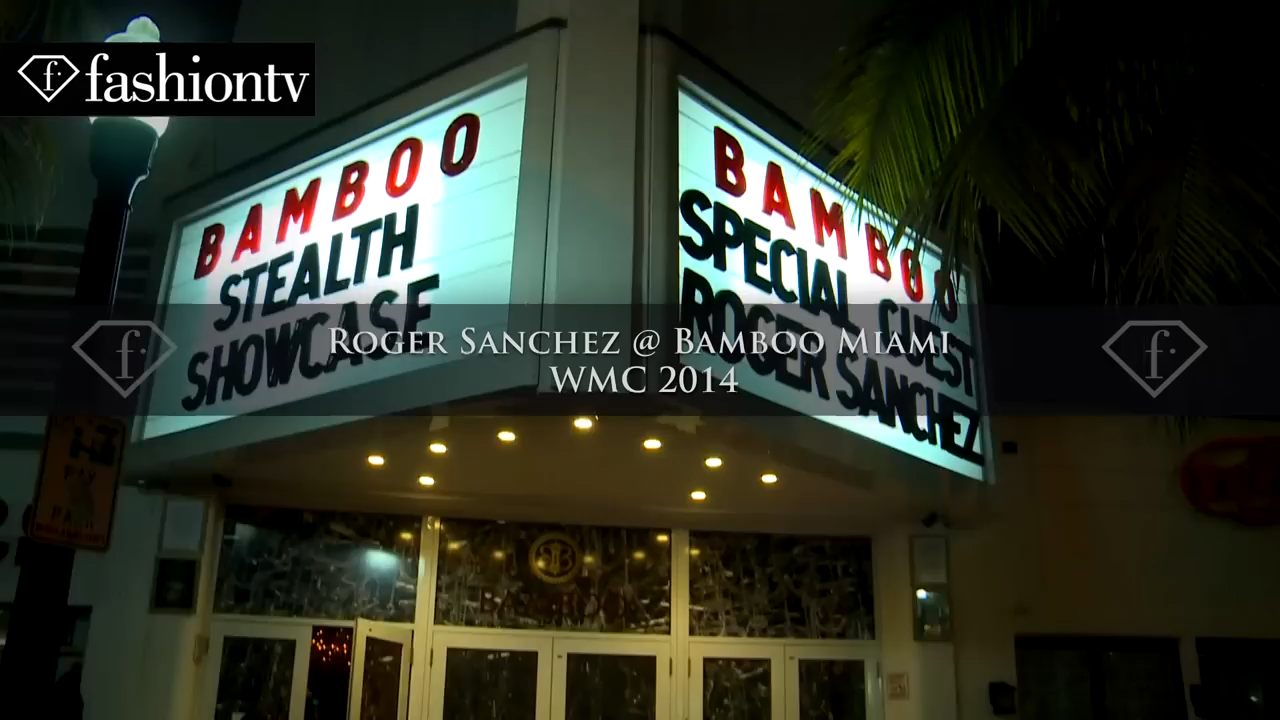 fashiontv
BAMBOO
STEALTH
SHOWCASE
BAMBOO
SPECIAL GUEST
ROGER SANCHEZ
Roger Sanchez @ Bamboo Miami
WMC 2014